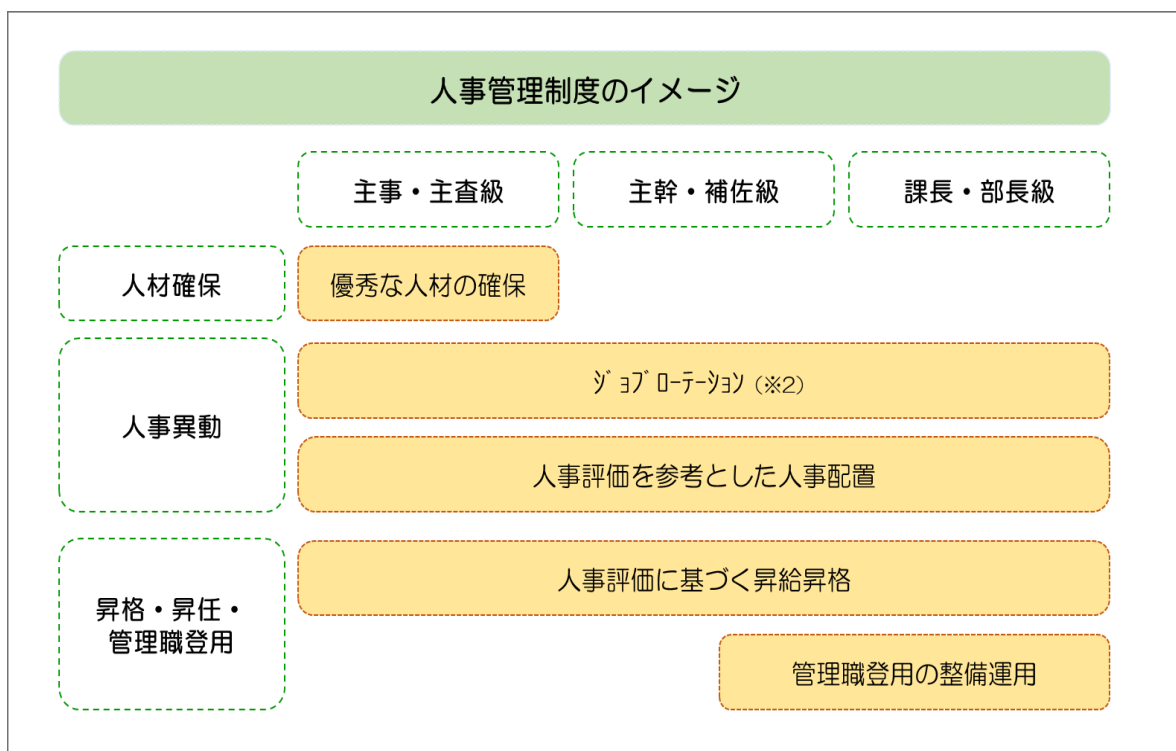 人事管理制度のイメージ
主事・主査級
主幹・補佐級
課長・部長級
人材確保
優秀な人材の確保
人事異動
ｼﾞｮﾌﾞﾛｰﾃｰｼｮﾝ（※2）
人事評価を参考とした人事配置
昇格・昇任・
管理職登用
人事評価に基づく昇給昇格
管理職登用の整備運用